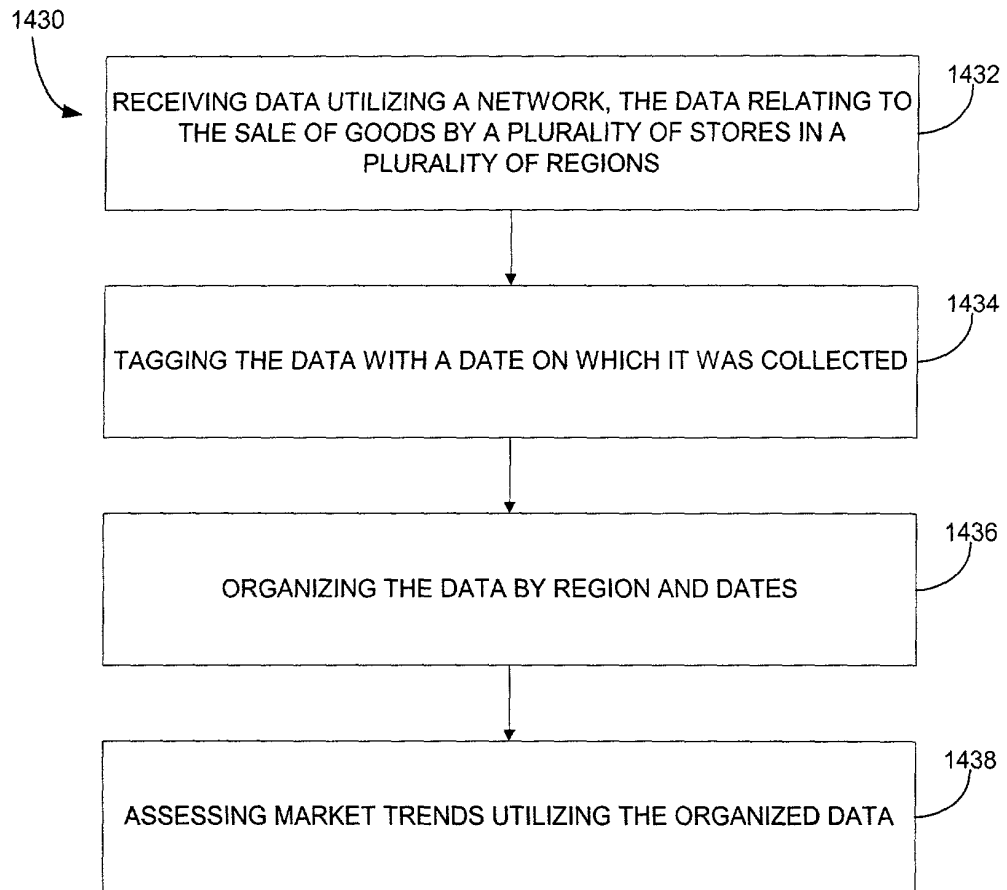 1430
RECEIVING DATA UTILIZING A NETWORK, THE DATA RELATING TO
THE SALE OF GOODS BY A PLURALITY OF STORES IN A
PLURALITY OF REGIONS
1432
TAGGING THE DATA WITH A DATE ON WHICH IT WAS COLLECTED
1434
ORGANIZING THE DATA BY REGION AND DATES
1436
ASSESSING MARKET TRENDS UTILIZING THE ORGANIZED DATA
1438